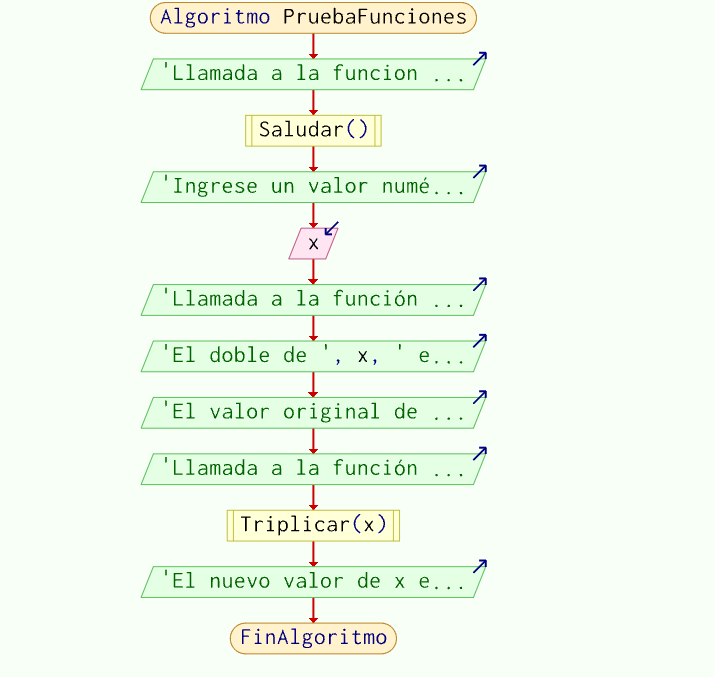 Algoritmo PruebaFunciones
'Llamada a la funcion ...
Saludar()
'Ingrese un valor numé...
x
'Llamada a la función ...
'El doble de ', x, ' e...
'El valor original de ...
'Llamada a la función ...
Triplicar(x)
'El nuevo valor de x e...
FinAlgoritmo